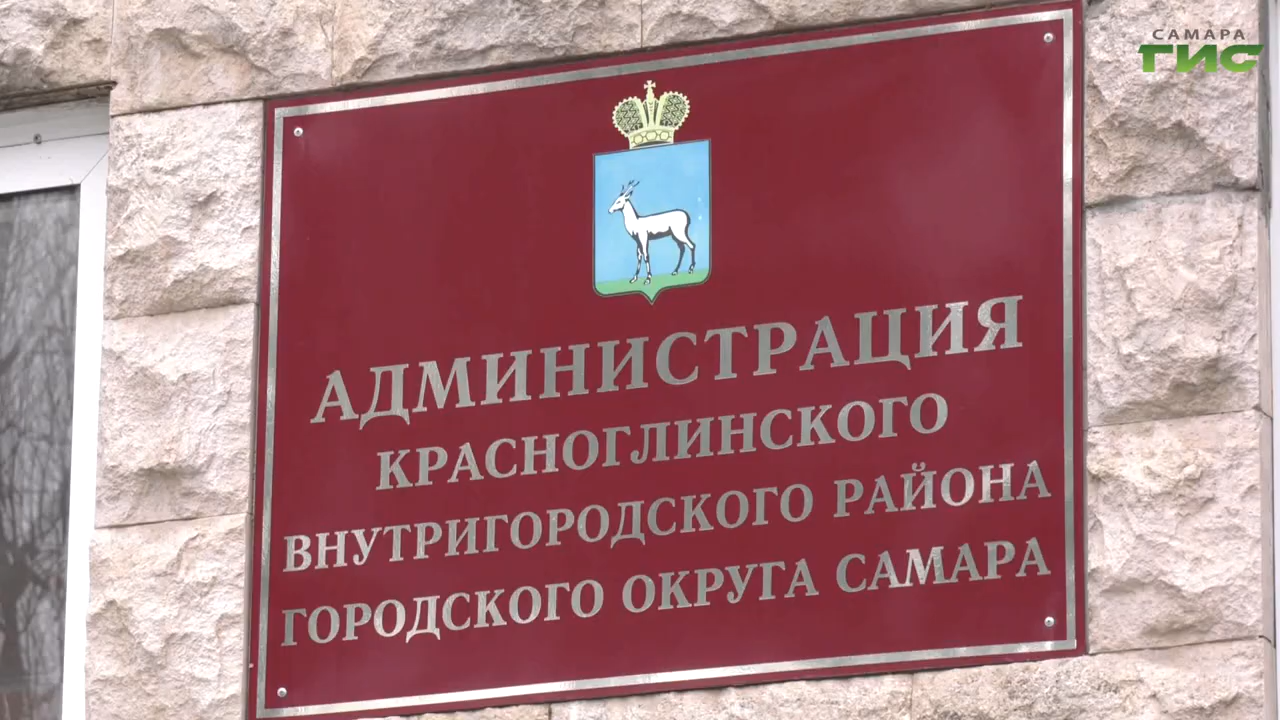 САМАРА
ГИС
АДМИНИСТРАЦИЯ
КРАСНОГЛИНСКОГО
ВНУТРИГОРОДСКОГО РАЙОНА
ГОРОДСКОГО ОКРУГА САМАРА